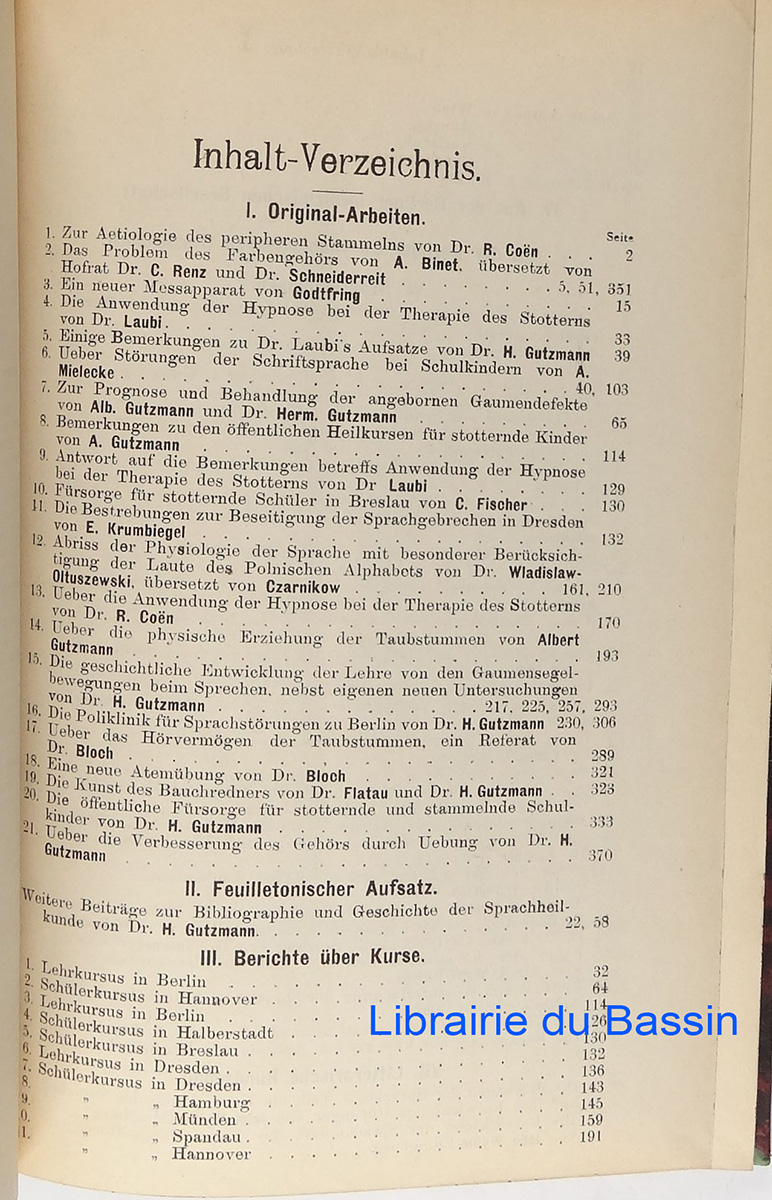 Inhalt-Verzeichnis.
I. Original-Arbeiten.
Seite
1. Zur Aetiologie des peripheren Stammelns von Dr. R. Coën . . . 2
2. Das Problem des Farbengehörs von A. Binet, übersetzt von
Hofrat Dr. C. Renz und Dr. Schneiderreit . . . . . . . . 5, 51, 351
3. Ein neuer Messapparat von Godtfring . . . . . . . . . 15
4. Die Anwendung der Hypnose bei der Therapie des Stotterns
von Dr. Laubi . . . . . . . . . . . . 33
5. Einige Bemerkungen zu Dr. Laubi's Aufsatze von Dr. H. Gutzmann 39
6. Ueber Störungen der Schriftsprache bei Schulkindern von A.
Mielecke . . . . . . . . . . . . 40, 103
7. Zur Prognose und Behandlung der angebornen Gaumendefekte
von Alb. Gutzmann und Dr. Herm. Gutzmann . . . . . . 65
8. Bemerkungen zu den öffentlichen Heilkursen für stotternde Kinder
von A. Gutzmann . . . . . . . . . . . . 114
9. Antwort auf die Bemerkungen betreffs Anwendung der Hypnose
bei der Therapie des Stotterns von Dr Laubi . . . . . . 129
10. Fürsorge für stotternde Schüler in Breslau von C. Fischer . . . 130
11. Die Bestrebungen zur Beseitigung der Sprachgebrechen in Dresden
von E. Krumbiegel . . . . . . . . . . . . 132
12. Abriss der Physiologie der Sprache mit besonderer Berücksich-
tigung der Laute des Polnischen Alphabets von Dr. Wladislaw-
Oltuszewski, übersetzt von Czarnikow . . . . . . . . . 161, 210
13. Ueber die Anwendung der Hypnose bei der Therapie des Stotterns
von Dr. R. Coën . . . . . . . . . . . . 170
14. Ueber die physische Erziehung der Taubstummen von Albert
Gutzmann . . . . . . . . . . . . 193
15. Die geschichtliche Entwicklung der Lehre von den Gaumensegel-
bewegungen beim Sprechen, nebst eigenen neuen Untersuchungen
von Dr. H. Gutzmann . . . . . . . . . . 217, 225, 257, 293
16. Die Poliklinik für Sprachstörungen zu Berlin von Dr. H. Gutzmann 230, 306
17. Ueber das Hörvermögen der Taubstummen, ein Referat von
Dr. Bloch . . . . . . . . . . . . 289
18. Eine neue Atemübung von Dr. Bloch . . . . . . . . . 321
19. Die Kunst des Bauchredners von Dr. Flatau und Dr. H. Gutzmann . . 323
20. Die öffentliche Fürsorge für stotternde und stammelnde Schul-
kinder von Dr. H. Gutzmann . . . . . . . . . . 333
21. Ueber die Verbesserung des Gehörs durch Uebung von Dr. H.
Gutzmann . . . . . . . . . . . . 370
II. Feuilletonischer Aufsatz.
Weitere Beiträge zur Bibliographie und Geschichte der Sprachheil-
kunde von Dr. H. Gutzmann. . . . . . . . . . . 22, 58
III. Berichte über Kurse.
1. Lehrkursus in Berlin . . . . . . . . . . 32
2. Schülerkursus in Hannover . . . . . . . . . . 64
3. Lehrkursus in Berlin . . . . . . . . . . 114
4. Schülerkursus in Halberstadt . . . . . . . . . . 126
5. Schülerkursus in Breslau . . . . . . . . . . 130
6. Lehrkursus in Dresden . . . . . . . . . . 132
7. Schülerkursus in Dresden . . . . . . . . . . 136
8. „ „ Hamburg . . . . . . . . . . 143
9. „ „ Münden . . . . . . . . . . 145
0. „ „ Spandau . . . . . . . . . . 159
1. „ „ Hannover . . . . . . . . . . 191
Librairie du Bassin